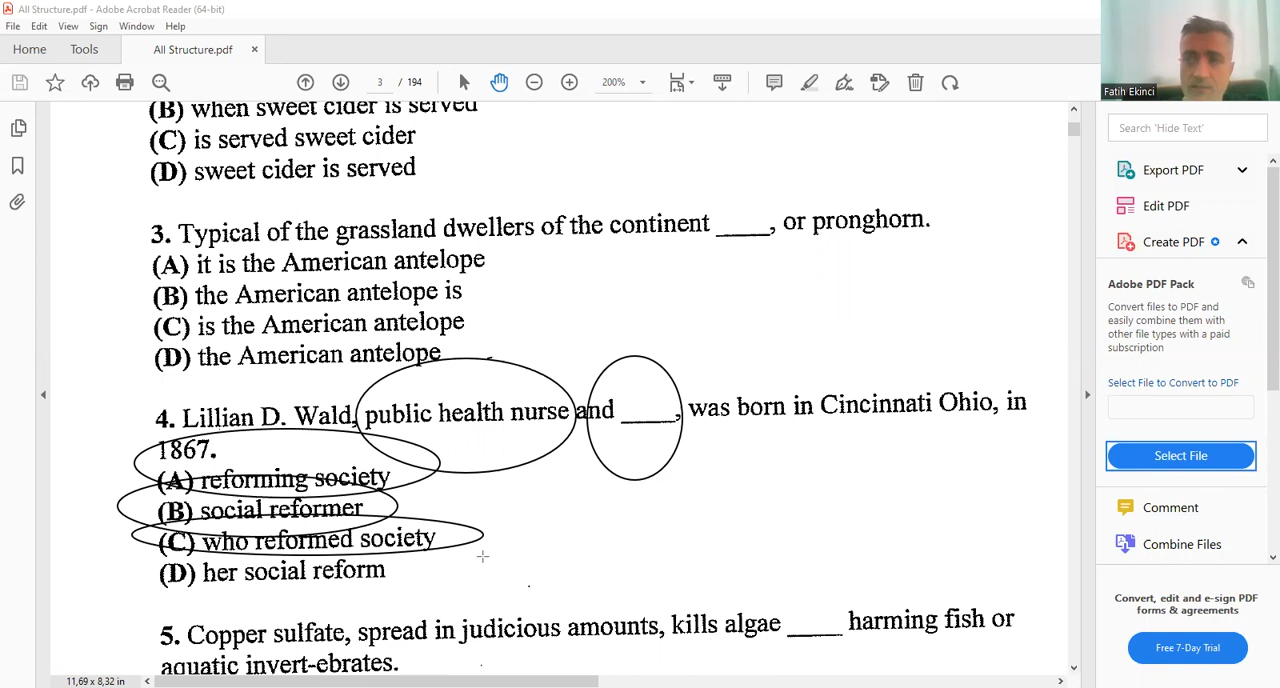 All Structure.pdf - Adobe Acrobat Reader (64-bit)
File Edit View Sign Window Help
Home Tools All Structure.pdf ×
3 / 194 200%
Fatih Ekinci
(B) when sweet cider is served
(C) is served sweet cider
(D) sweet cider is served
3. Typical of the grassland dwellers of the continent ____, or pronghorn.
(A) it is the American antelope
(B) the American antelope is
(C) is the American antelope
(D) the American antelope
4. Lillian D. Wald, public health nurse and ____, was born in Cincinnati Ohio, in
1867.
(A) reforming society
(B) social reformer
(C) who reformed society
(D) her social reform
5. Copper sulfate, spread in judicious amounts, kills algae ____ harming fish or
aquatic invert-ebrates.
11,69 x 8,32 in
Search 'Hide Text'
Export PDF
Edit PDF
Create PDF
Adobe PDF Pack
Convert files to PDF and
easily combine them with
other file types with a paid
subscription
Select File to Convert to PDF
Select File
Comment
Combine Files
Convert, edit and e-sign PDF
forms & agreements
Free 7-Day Trial